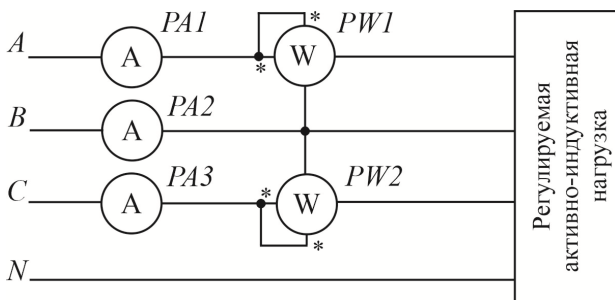 A
A
PA1
*
*
W
PW1
B
A
PA2
C
A
PA3
*
*
W
PW2
N
Регулируемая
активно-индуктивная
нагрузка